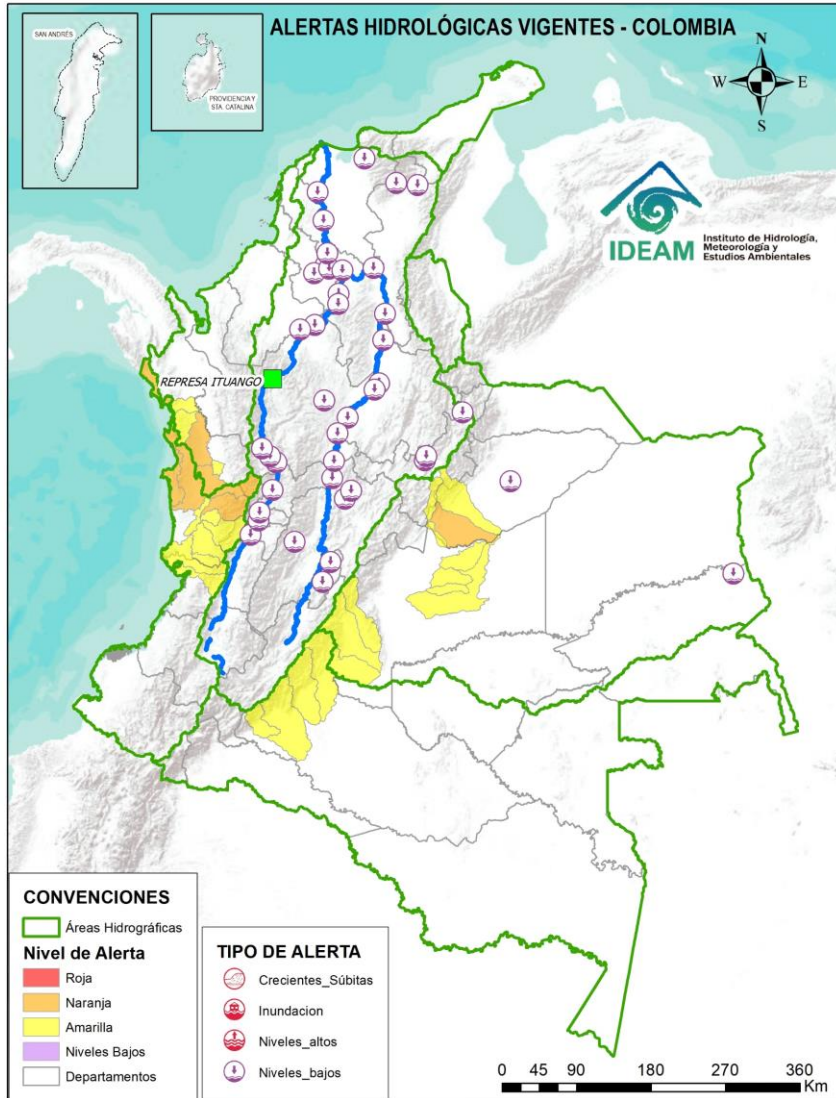 ALERTAS HIDROLÓGICAS VIGENTES - COLOMBIA
SAN ANDRÉS
PROVIDENCIA Y
STA. CATALINA
N
W
E
S
IDEAM
Instituto de Hidrología,
Meteorología y
Estudios Ambientales
REPRESA ITUANGO
CONVENCIONES
Áreas Hidrográficas
Nivel de Alerta
Roja
Naranja
Amarilla
Niveles Bajos
Departamentos
TIPO DE ALERTA
Crecientes_Súbitas
Inundacion
Niveles_altos
Niveles_bajos
0 45 90 180 270 360
Km